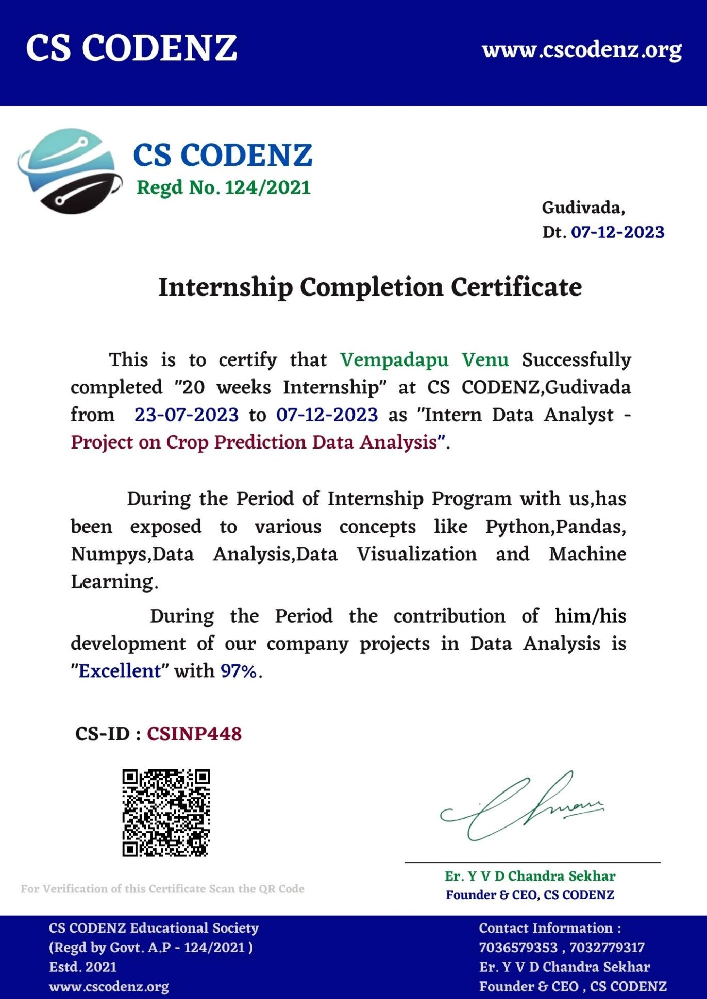 CS CODENZ
www.cscodenz.org
CS CODENZ
Regd No. 124/2021
Gudivada,
Dt. 07-12-2023
Internship Completion Certificate
This is to certify that Vempadapu Venu Successfully
completed "20 weeks Internship" at CS CODENZ,Gudivada
from 23-07-2023 to 07-12-2023 as "Intern Data Analyst -
Project on Crop Prediction Data Analysis".
During the Period of Internship Program with us,has
been exposed to various concepts like Python,Pandas,
Numpys,Data Analysis,Data Visualization and Machine
Learning.
During the Period the contribution of him/his
development of our company projects in Data Analysis is
"Excellent" with 97%.
CS-ID : CSINP448
For Verification of this Certificate Scan the QR Code
Er. Y V D Chandra Sekhar
Founder & CEO, CS CODENZ
CS CODENZ Educational Society
(Regd by Govt. A.P - 124/2021 )
Estd. 2021
www.cscodenz.org
Contact Information :
7036579353 , 7032779317
Er. Y V D Chandra Sekhar
Founder & CEO , CS CODENZ